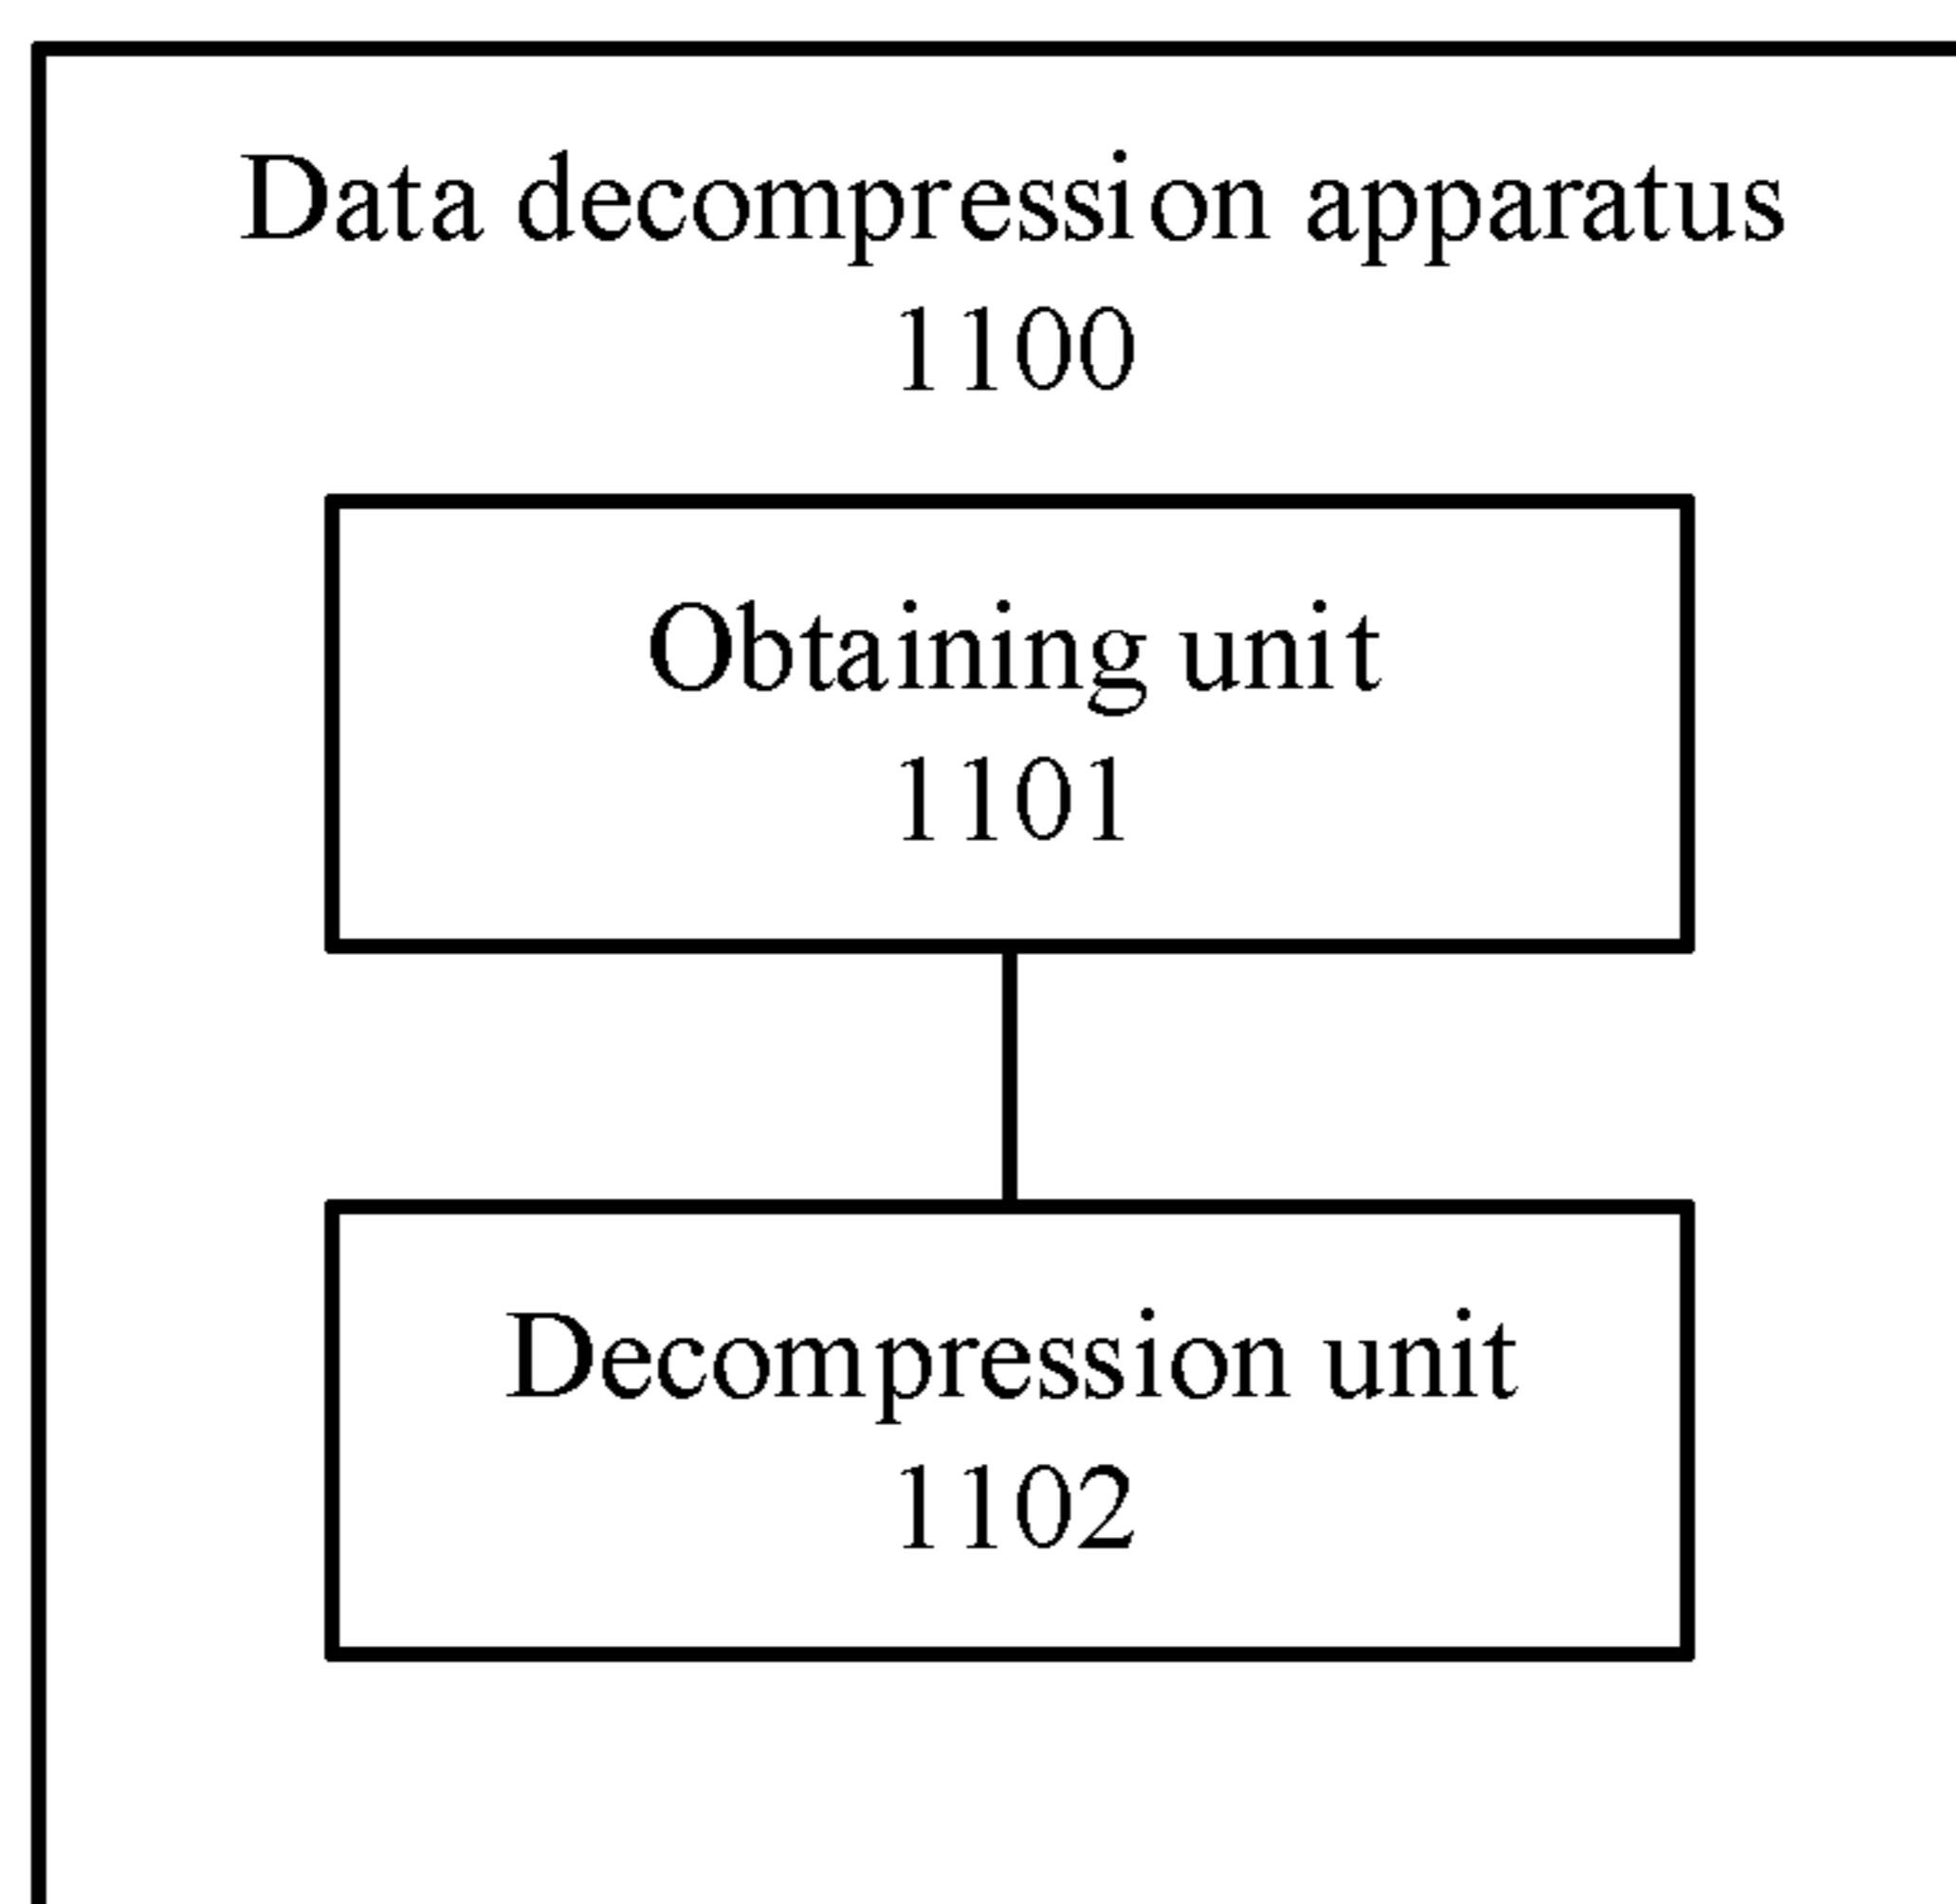 Data decompression apparatus
1100
Obtaining unit
1101
Decompression unit
1102